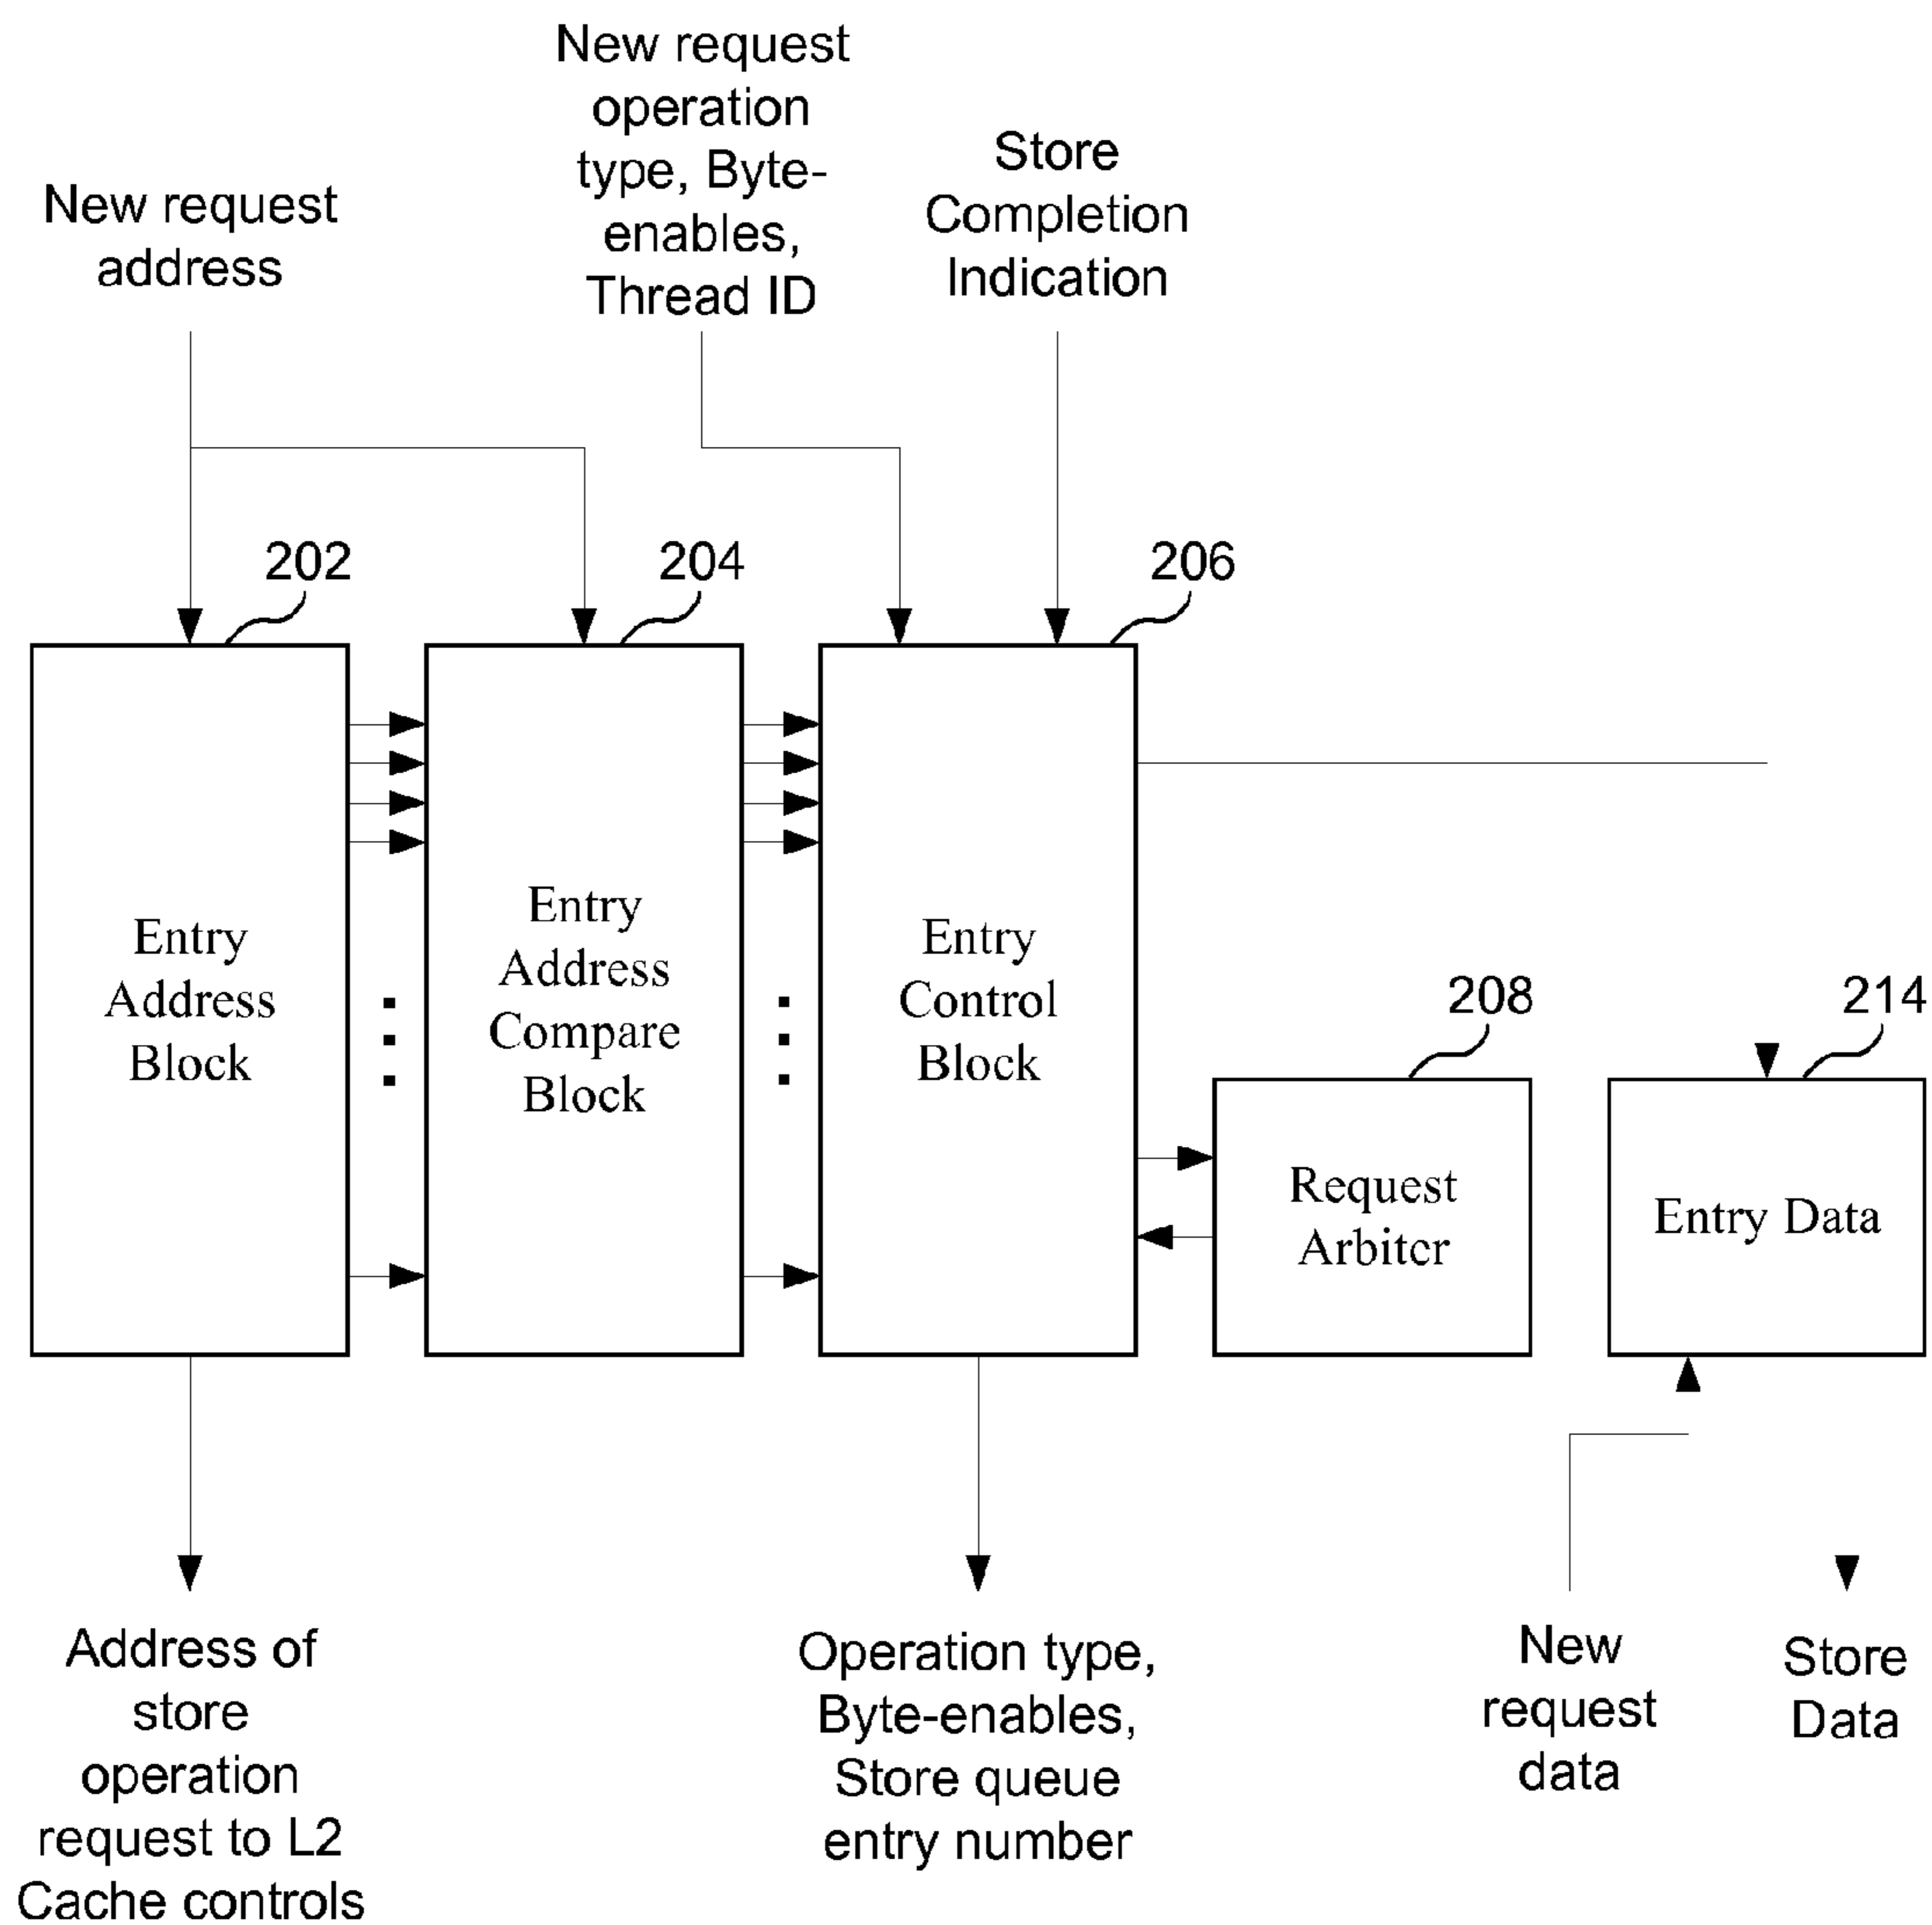 New request
operation
type, Byte-
enables,
Thread ID
Store
Completion
Indication
New request
address
202
204
206
Entry
Address
Block
Entry
Address
Compare
Block
Entry
Control
Block
208
214
Request
Arbiter
Entry Data
Address of
store
operation
request to L2
Cache controls
Operation type,
Byte-enables,
Store queue
entry number
New
request
data
Store
Data